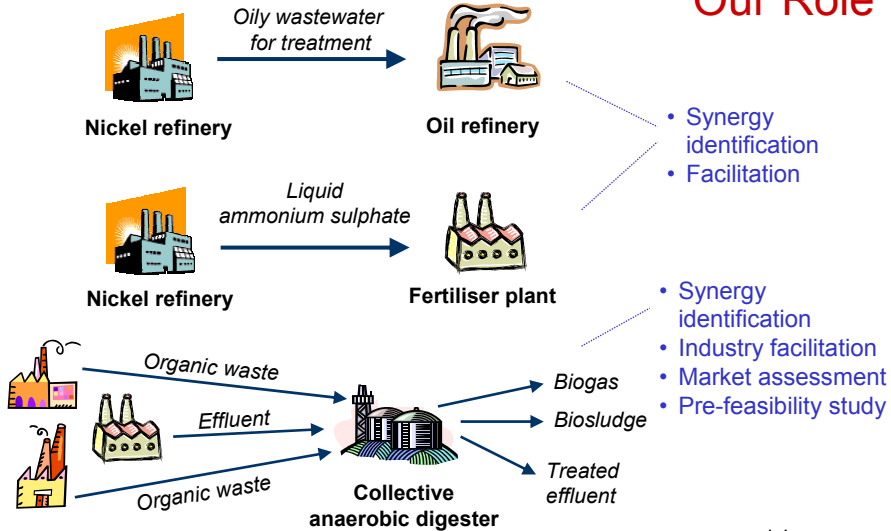 Our Role
Oily wastewater
for treatment
Nickel refinery
Oil refinery
• Synergy
identification
• Facilitation
Liquid
ammonium sulphate
Nickel refinery
Fertiliser plant
• Synergy
identification
• Industry facilitation
• Market assessment
• Pre-feasibility study
Organic waste
Effluent
Organic waste
Collective
anaerobic digester
Biogas
Biosludge
Treated
effluent